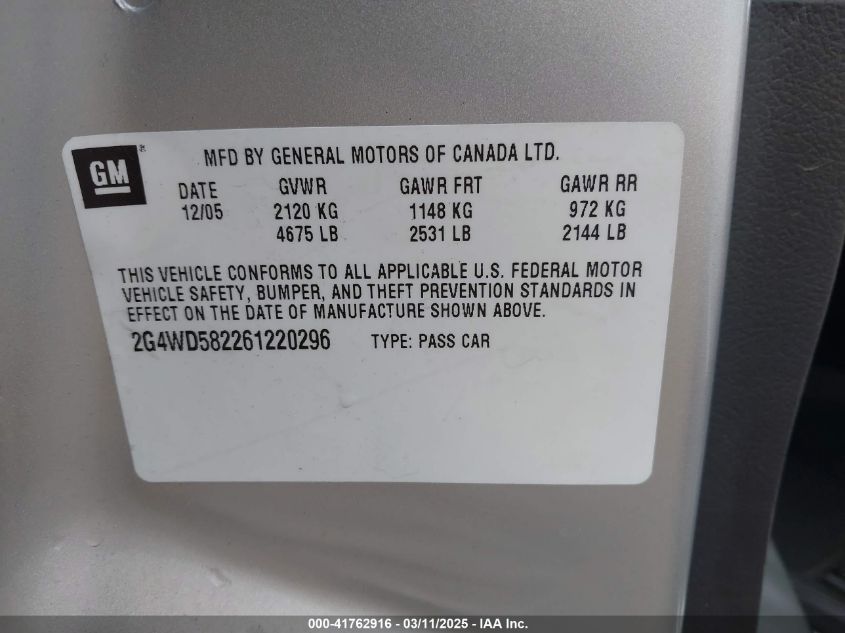 GM ® MFD BY GENERAL MOTORS OF CANADA LTD.
DATE GVWR GAWR FRT GAWR RR
12/05 2120 KG 1148 KG 972 KG
4675 LB 2531 LB 2144 LB
THIS VEHICLE CONFORMS TO ALL APPLICABLE U.S. FEDERAL MOTOR
VEHICLE SAFETY, BUMPER, AND THEFT PREVENTION STANDARDS IN
EFFECT ON THE DATE OF MANUFACTURE SHOWN ABOVE.
2G4WD582261220296 TYPE: PASS CAR
000-41762916 - 03/11/2025 - IAA Inc.